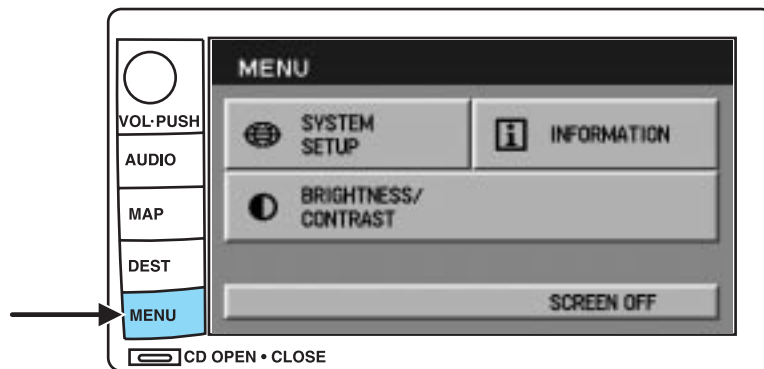 MENU
VOL·PUSH
AUDIO
MAP
DEST
MENU
SYSTEM
SETUP
INFORMATION
BRIGHTNESS/
CONTRAST
SCREEN OFF
CD OPEN • CLOSE